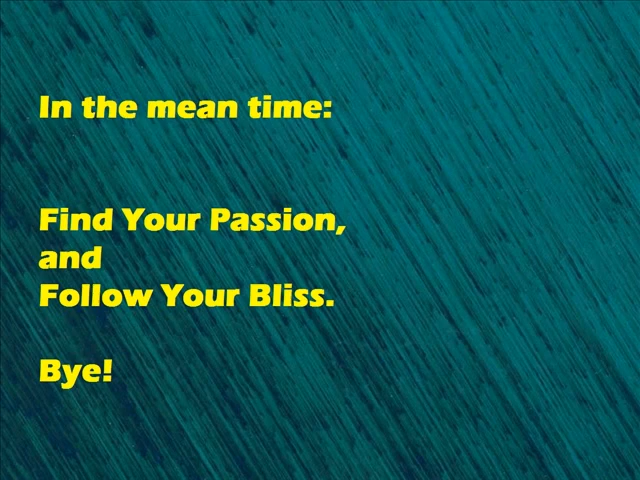 In the mean time:
Find Your Passion,
and
Follow Your Bliss.
Bye!